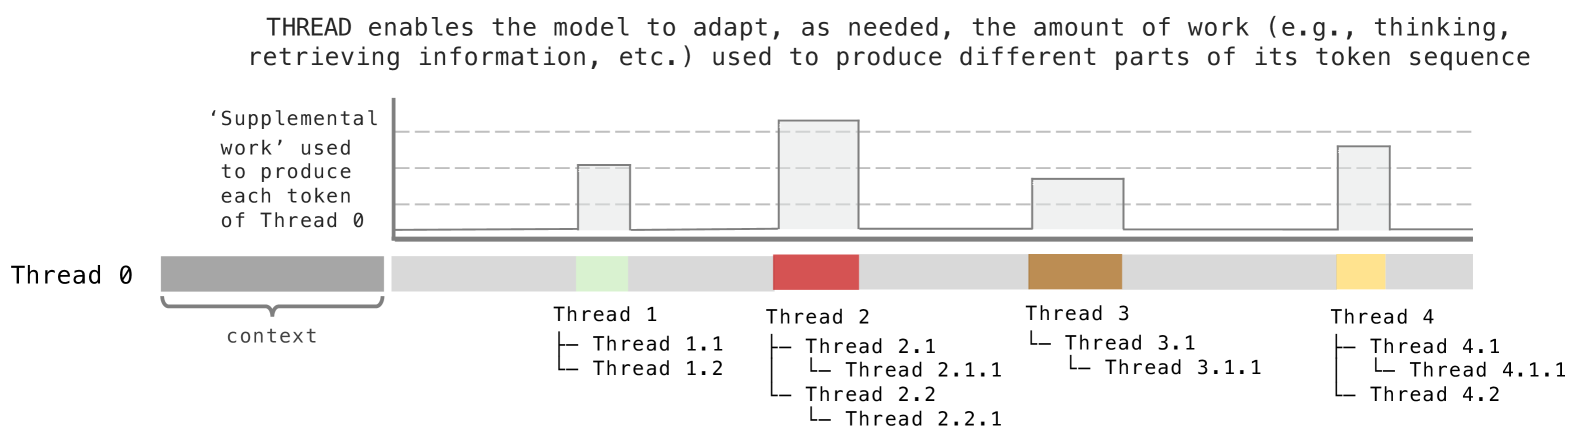 THREAD enables the model to adapt, as needed, the amount of work (e.g., thinking,
retrieving information, etc.) used to produce different parts of its token sequence
‘Supplemental
work’ used
to produce
each token
of Thread 0
Thread 0
context
Thread 1
Thread 1.1
Thread 1.2
Thread 2
Thread 2.1
Thread 2.1.1
Thread 2.2
Thread 2.2.1
Thread 3
Thread 3.1
Thread 3.1.1
Thread 4
Thread 4.1
Thread 4.1.1
Thread 4.2